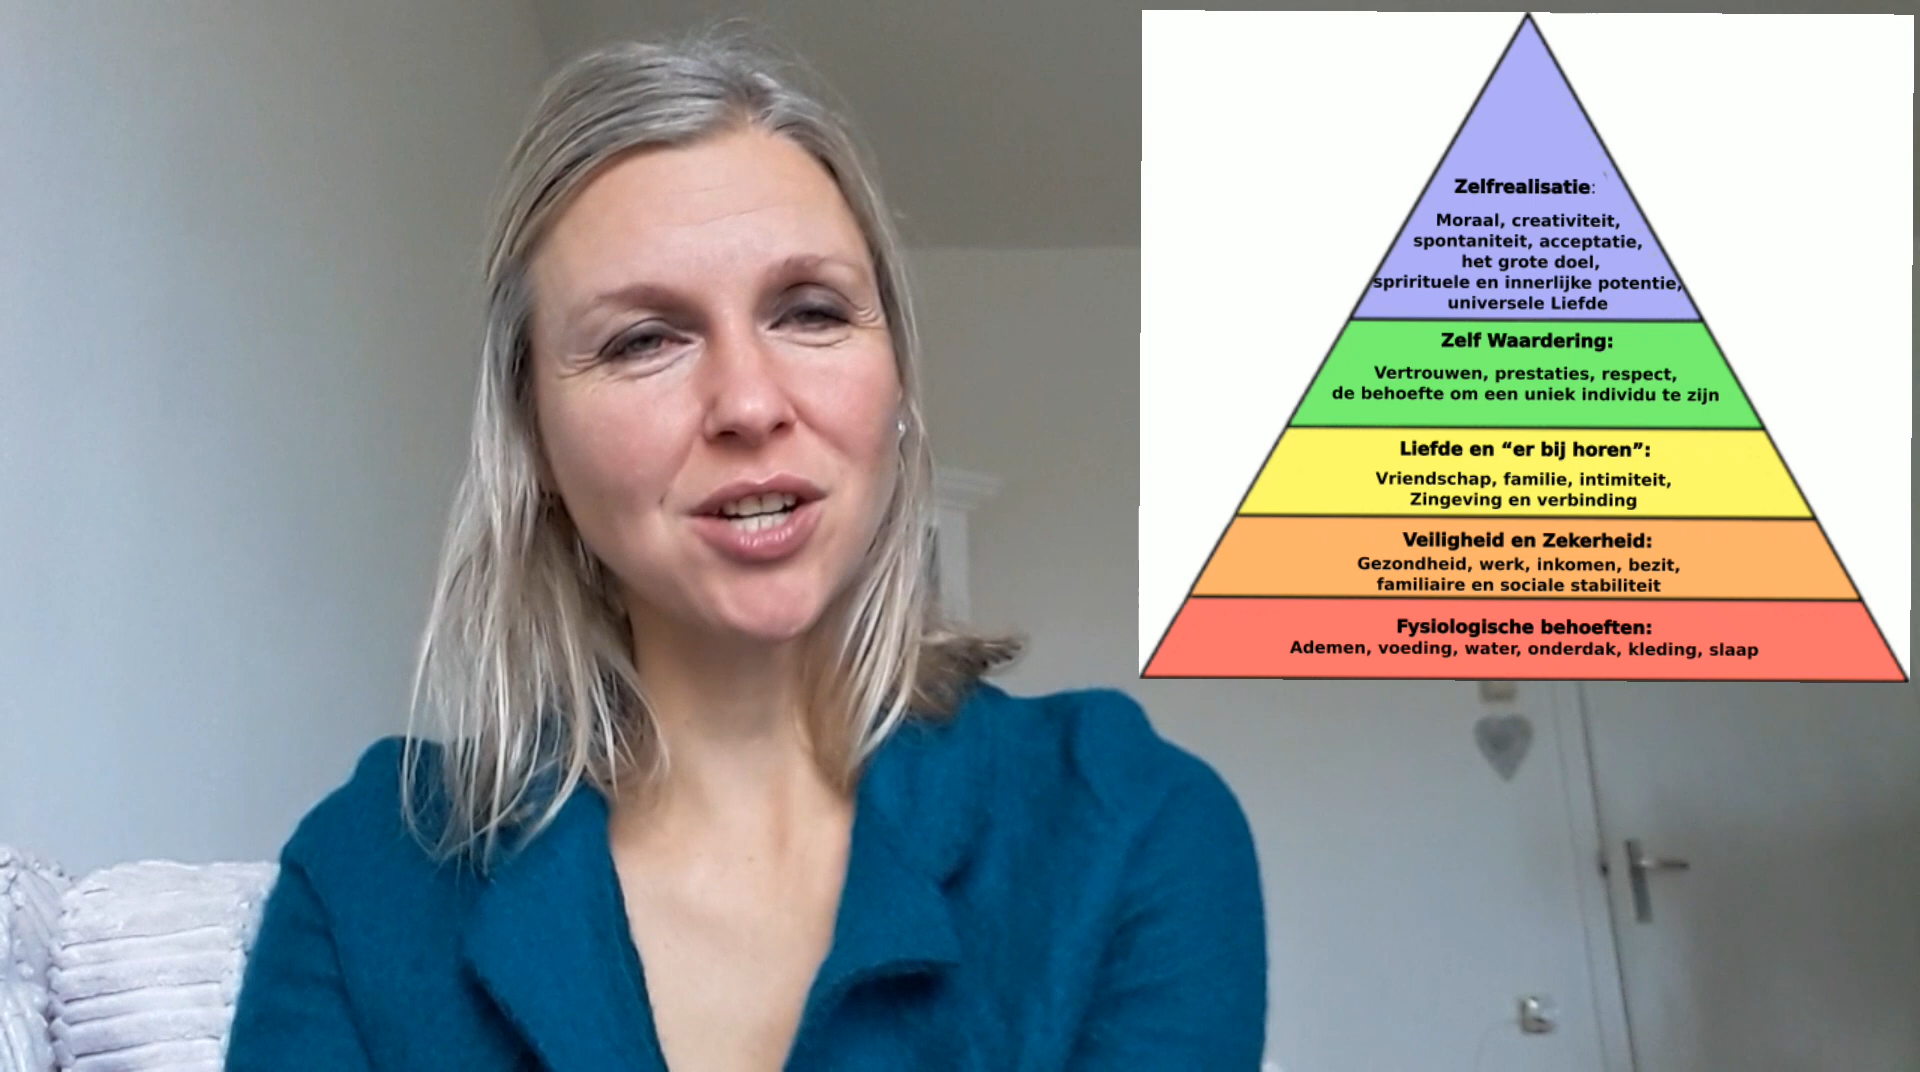 Zelfrealisatie:
Moraal, creativiteit,
spontaniteit, acceptatie,
het grote doel,
sprirituele en innerlijke potentie,
universele Liefde
Zelf Waardering:
Vertrouwen, prestaties, respect,
de behoefte om een uniek individu te zijn
Liefde en “er bij horen”:
Vriendschap, familie, intimiteit,
Zingeving en verbinding
Veiligheid en Zekerheid:
Gezondheid, werk, inkomen, bezit,
familiaire en sociale stabiliteit
Fysiologische behoeften:
Ademen, voeding, water, onderdak, kleding, slaap